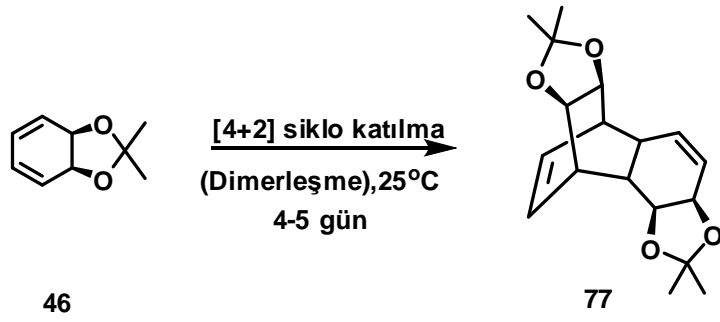 O
O
46
[4+2] siklo katılma
(Dimerleşme),25°C
4-5 gün
O
O
O
O
77